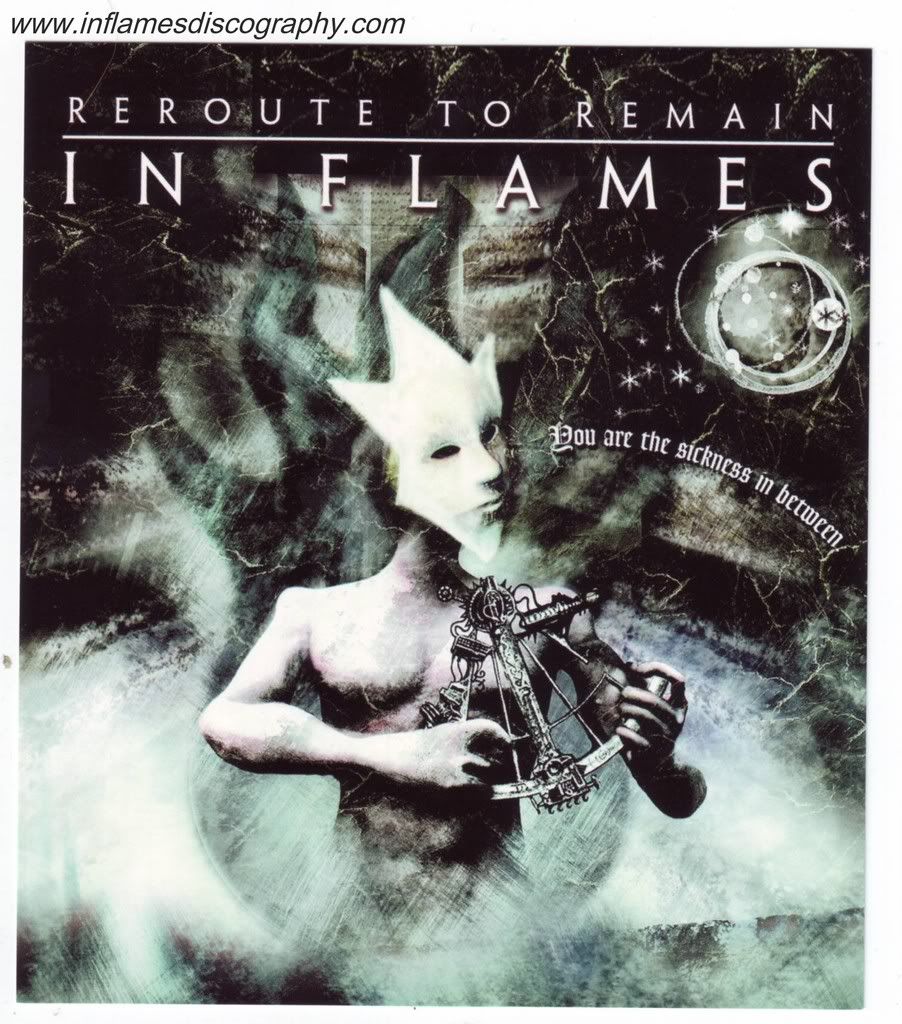 www.inflamesdiscography.com
REROUTE TO REMAIN
IN FLAMES
You are the sickness in between